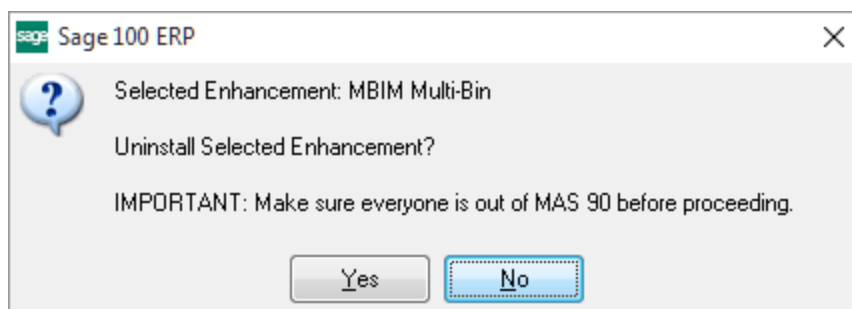 sage Sage 100 ERP
?
Selected Enhancement: MBIM Multi-Bin
Uninstall Selected Enhancement?
IMPORTANT: Make sure everyone is out of MAS 90 before proceeding.
Yes No